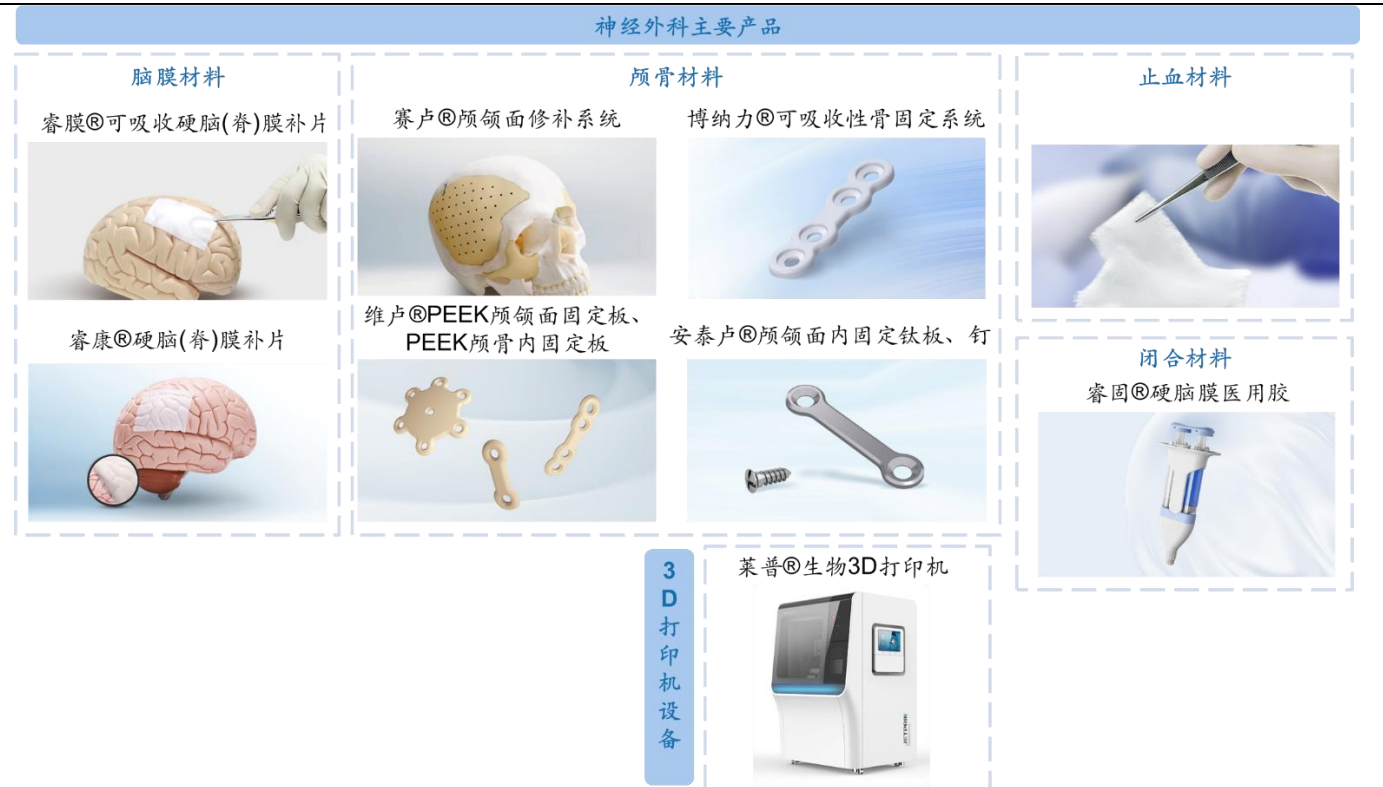 神经外科主要产品
脑膜材料
睿膜®可吸收硬脑(脊)膜补片
睿康®硬脑(脊)膜补片
颅骨材料
赛卢®颅颌面修补系统
博纳力®可吸收性骨固定系统
维卢®PEEK颅颌面固定板、
PEEK颅骨内固定板
安泰卢®颅颌面内固定钛板、钉
止血材料
闭合材料
睿固®硬脑膜医用胶
3D打印机设备
莱普®生物3D打印机